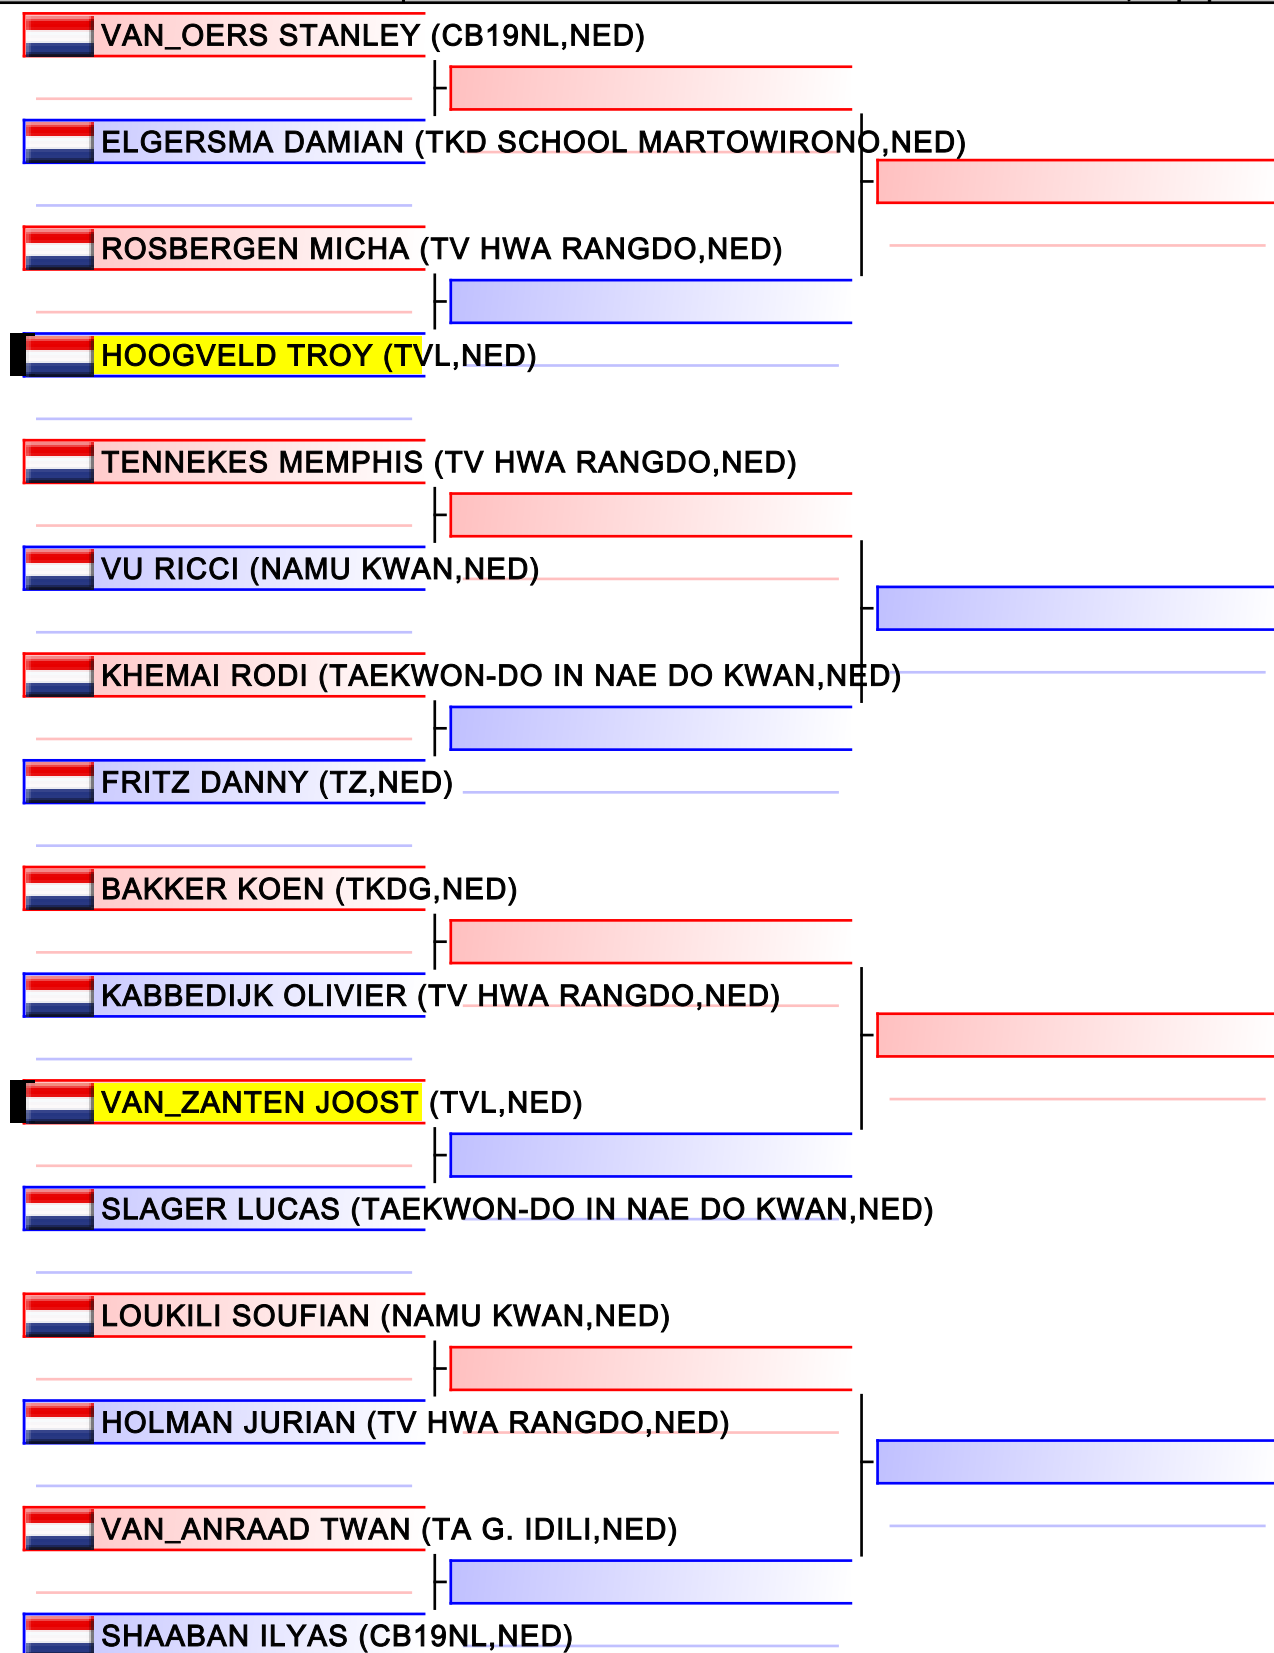 VAN_OERS STANLEY (CB19NL,NED)
ELGERSMA DAMIAN (TKD SCHOOL MARTOWIRONO,NED)
ROSBERGEN MICHA (TV HWA RANGDO,NED)
HOOGVELD TROY (TVL,NED)
TENNEKES MEMPHIS (TV HWA RANGDO,NED)
VU RICCI (NAMU KWAN,NED)
KHEMAI RODI (TAEKWON-DO IN NAE DO KWAN,NED)
FRITZ DANNY (TZ,NED)
BAKKER KOEN (TKDG,NED)
KABBEDIJK OLIVIER (TV HWA RANGDO,NED)
VAN_ZANTEN JOOST (TVL,NED)
SLAGER LUCAS (TAEKWON-DO IN NAE DO KWAN,NED)
LOUKILI SOUFIAN (NAMU KWAN,NED)
HOLMAN JURIAN (TV HWA RANGDO,NED)
VAN_ANRAAD TWAN (TA G. IDILI,NED)
SHAABAN ILYAS (CB19NL,NED)